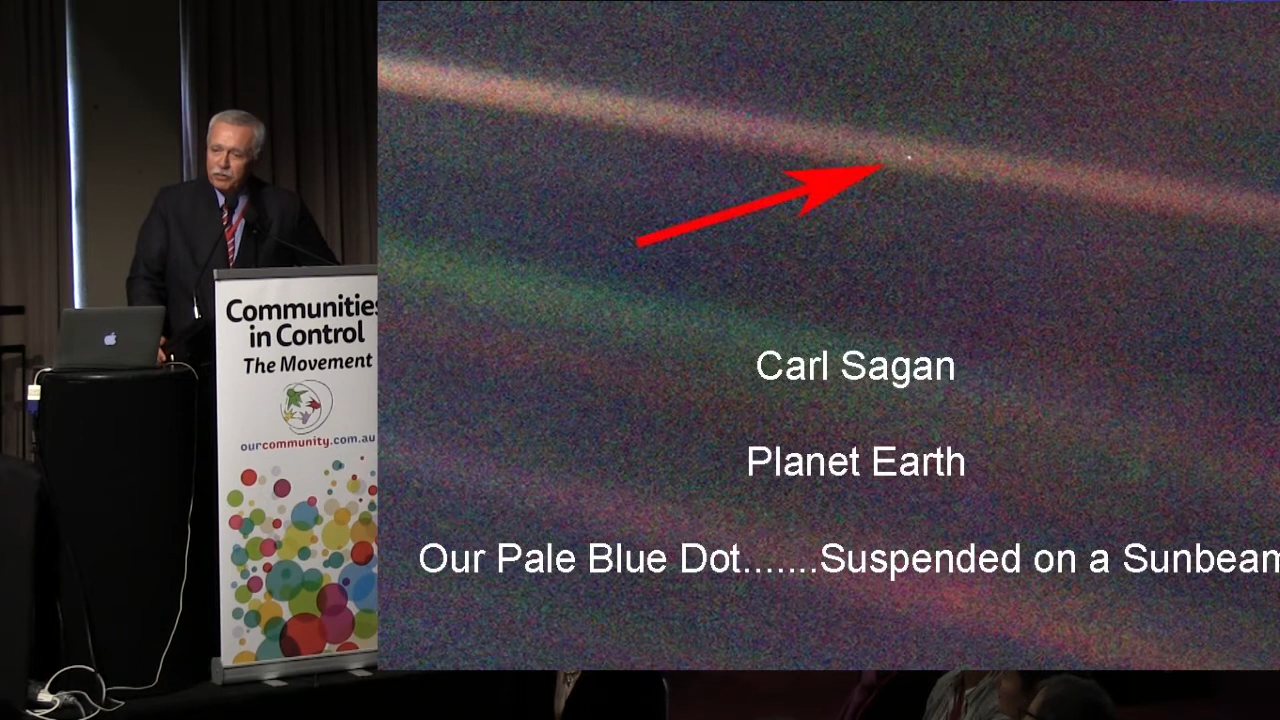 Communities
in Control
The Movement
ourcommunity.com.au
Carl Sagan
Planet Earth
Our Pale Blue Dot.......Suspended on a Sunbeam